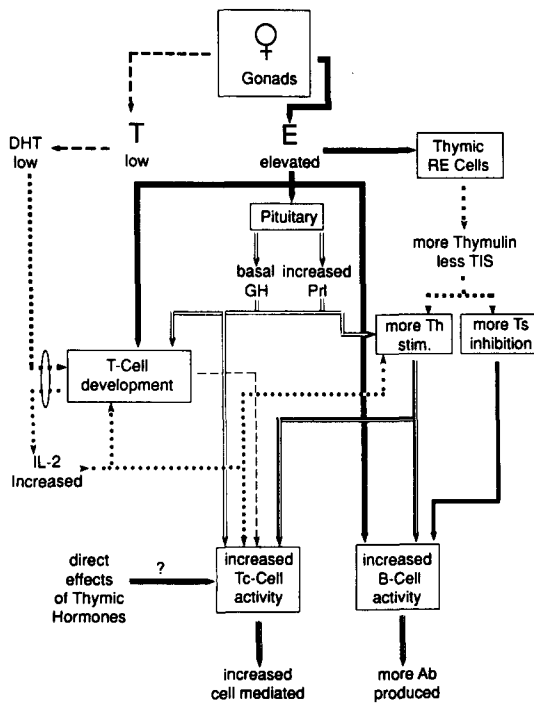 ♀
Gonads
T
low
E
elevated
DHT
low
Thymic
RE Cells
Pituitary
more Thymulin
less TIS
basal
GH
increased
Prl
more Th
stim.
more Ts
inhibition
T-Cell
development
IL-2
Increased
direct
effects
of Thymic
Hormones
?
increased
Tc-Cell
activity
increased
B-Cell
activity
increased
cell mediated
more Ab
produced